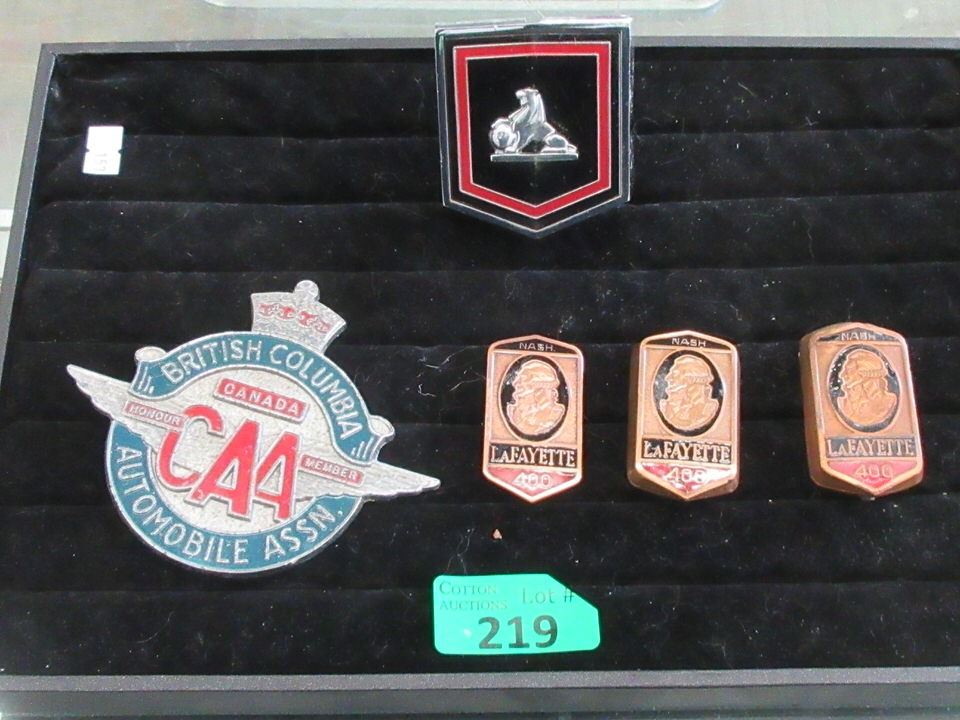 BRITISH COLUMBIA
CANADA
HONOUR
CAA
MEMBER
AUTOMOBILE ASSN.
NASH
LAFAYETTE
400
NASH
LAFAYETTE
400
NASH
LAFAYETTE
400
COTTON
AUCTIONS
Lot #
219